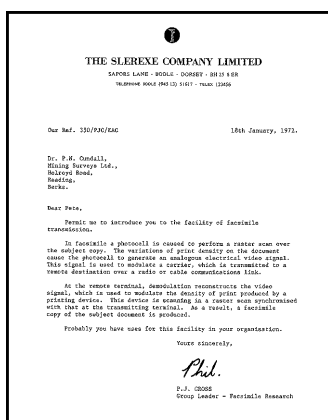 THE SLEREXE COMPANY LIMITED
SAPORS LANE - BOOLE - DORSET - BH 25 8 ER
TELEPHONE BOOLE (945 13) 51617 - TELEX 123456
Our Ref. 350/PJC/EAC 18th January, 1972.
Dr. P.N. Cundall,
Mining Surveys Ltd.,
Holroyd Road,
Reading,
Berks.
Dear Pete,
Permit me to introduce you to the facility of facsimile
transmission.
In facsimile a photocell is caused to perform a raster scan over
the subject copy. The variations of print density on the document
cause the photocell to generate an analogous electrical video signal.
This signal is used to modulate a carrier, which is transmitted to a
remote destination over a radio or cable communications link.
At the remote terminal, demodulation reconstructs the video
signal, which is used to modulate the density of print produced by a
printing device. This device is scanning in a raster scan synchronised
with that at the transmitting terminal. As a result, a facsimile
copy of the subject document is produced.
Probably you have uses for this facility in your organisation.
Yours sincerely,
Phil.
P.J. CROSS
Group Leader - Facsimile Research